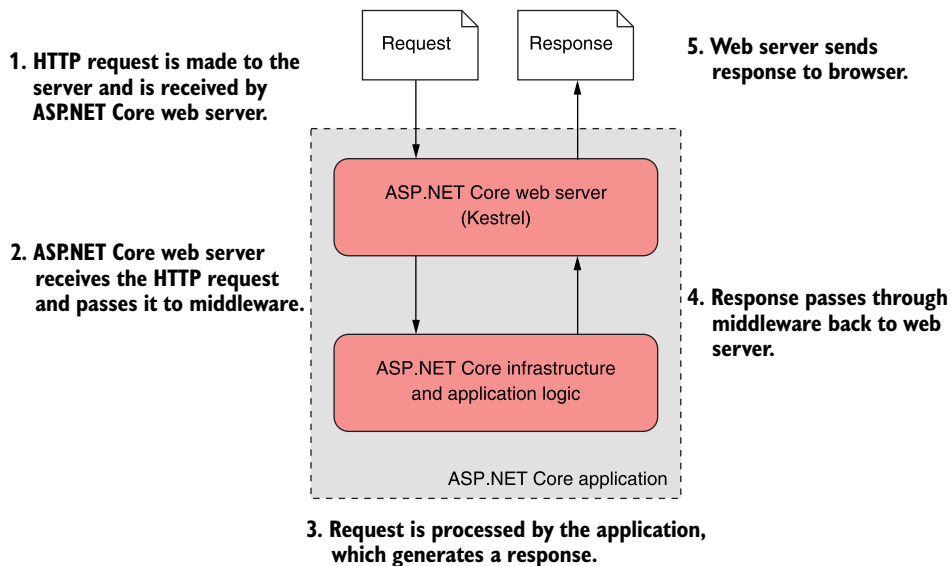 Request
Response
1. HTTP request is made to the
server and is received by
ASP.NET Core web server.
5. Web server sends
response to browser.
ASP.NET Core web server
(Kestrel)
2. ASP.NET Core web server
receives the HTTP request
and passes it to middleware.
4. Response passes through
middleware back to web
server.
ASP.NET Core infrastructure
and application logic
ASP.NET Core application
3. Request is processed by the application,
which generates a response.